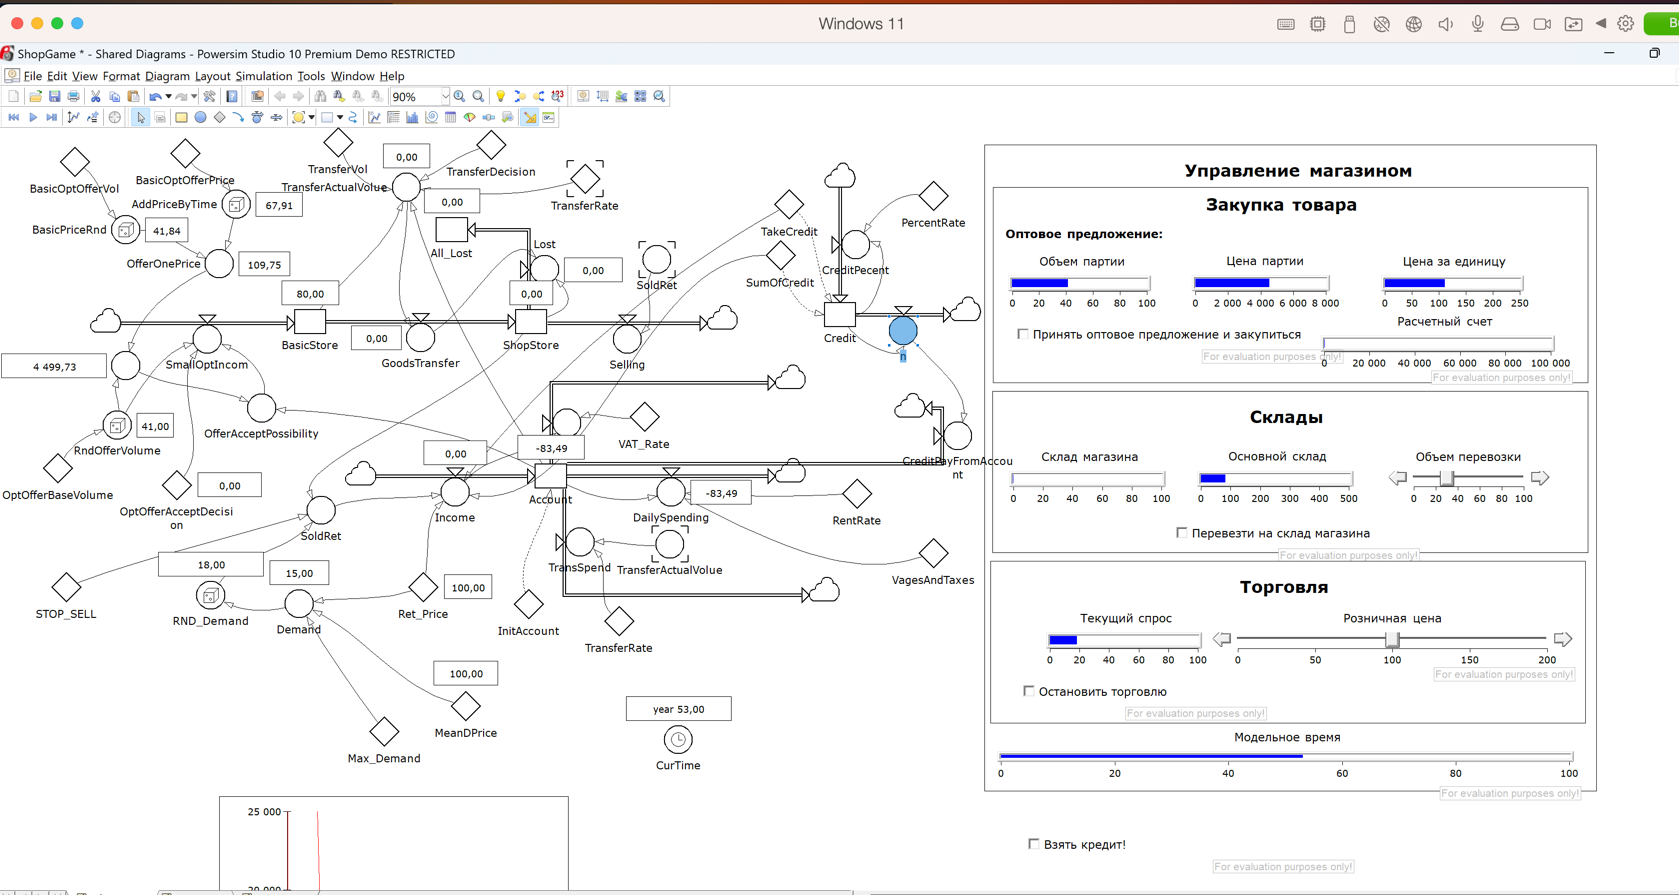 Windows 11
ShopGame * - Shared Diagrams - Powersim Studio 10 Premium Demo RESTRICTED
File Edit View Format Diagram Layout Simulation Tools Window Help
90%
123
TransferVol
TransferActualVolue
0,00
TransferDecision
BasicOptOfferVol
BasicOptOfferPrice
AddPriceByTime
67,91
0,00
TransferRate
BasicPriceRnd
41,84
OfferOnePrice
109,75
All_Lost
Lost
0,00
SoldRet
TakeCredit
PercentRate
CreditPecent
SumOfCredit
80,00
0,00
BasicStore
0,00
GoodsTransfer
ShopStore
Selling
Credit
n
4 499,73
SmallOptIncom
RndOfferVolume
41,00
OfferAcceptPossibility
OptOfferBaseVolume
0,00
OptOfferAcceptDecisi
on
0,00
-83,49
VAT_Rate
CreditPayFromAccou
nt
Account
Income
DailySpending
-83,49
RentRate
SoldRet
18,00
15,00
TransSpend
TransferActualVolue
VagesAndTaxes
STOP_SELL
RND_Demand
Demand
Ret_Price
100,00
InitAccount
TransferRate
100,00
MeanDPrice
Max_Demand
year 53,00
CurTime
25 000
20 000
Управление магазином
Закупка товара
Оптовое предложение:
Объем партии
Цена партии
Цена за единицу
0 20 40 60 80 100
0 2 000 4 000 6 000 8 000
0 50 100 150 200 250
Расчетный счет
Принять оптовое предложение и закупиться
For evaluation purposes only!
0 20 000 40 000 60 000 80 000 100 000
For evaluation purposes only!
Склады
Склад магазина
Основной склад
Объем перевозки
0 20 40 60 80 100
0 100 200 300 400 500
0 20 40 60 80 100
Перевезти на склад магазина
For evaluation purposes only!
Торговля
Текущий спрос
Розничная цена
0 20 40 60 80 100
0 50 100 150 200
For evaluation purposes only!
Остановить торговлю
For evaluation purposes only!
Модельное время
0 20 40 60 80 100
For evaluation purposes only!
Взять кредит!
For evaluation purposes only!